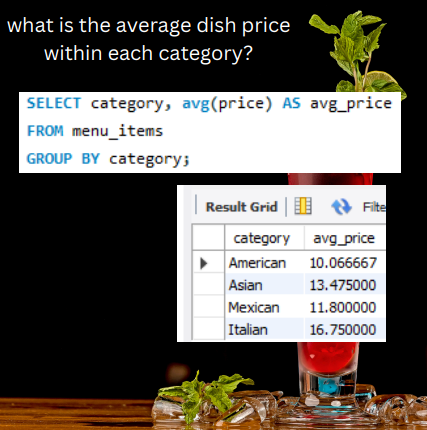 what is the average dish price
within each category?
SELECT category, avg(price) AS avg_price
FROM menu_items
GROUP BY category;
Result Grid Filte
category avg_price
American 10.066667
Asian 13.475000
Mexican 11.800000
Italian 16.750000